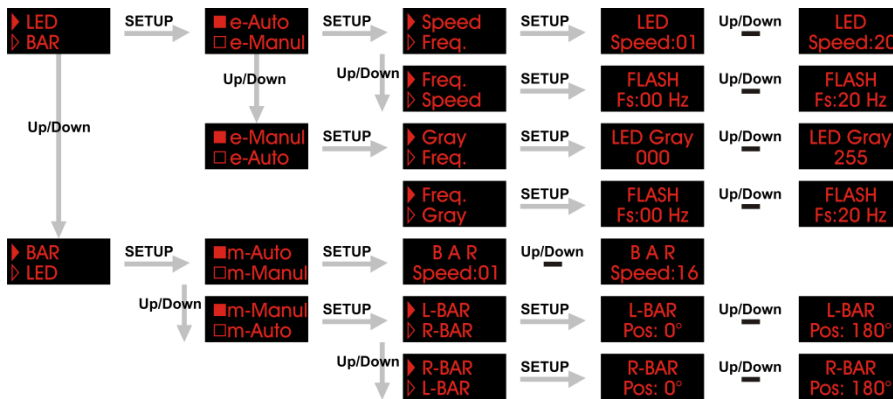 LED
BAR
SETUP
e-Auto
e-Manul
SETUP
Speed
Freq.
SETUP
LED
Speed:01
Up/Down
LED
Speed:20
Up/Down
Up/Down
Freq.
Speed
SETUP
FLASH
Fs:00 Hz
Up/Down
FLASH
Fs:20 Hz
Up/Down
e-Manul
e-Auto
SETUP
Gray
Freq.
SETUP
LED Gray
000
Up/Down
LED Gray
255
Freq.
Gray
SETUP
FLASH
Fs:00 Hz
Up/Down
FLASH
Fs:20 Hz
BAR
LED
SETUP
m-Auto
m-Manul
SETUP
B A R
Speed:01
Up/Down
B A R
Speed:16
Up/Down
m-Manul
m-Auto
SETUP
L-BAR
R-BAR
SETUP
L-BAR
Pos: 0°
Up/Down
L-BAR
Pos: 180°
Up/Down
R-BAR
L-BAR
SETUP
R-BAR
Pos: 0°
Up/Down
R-BAR
Pos: 180°